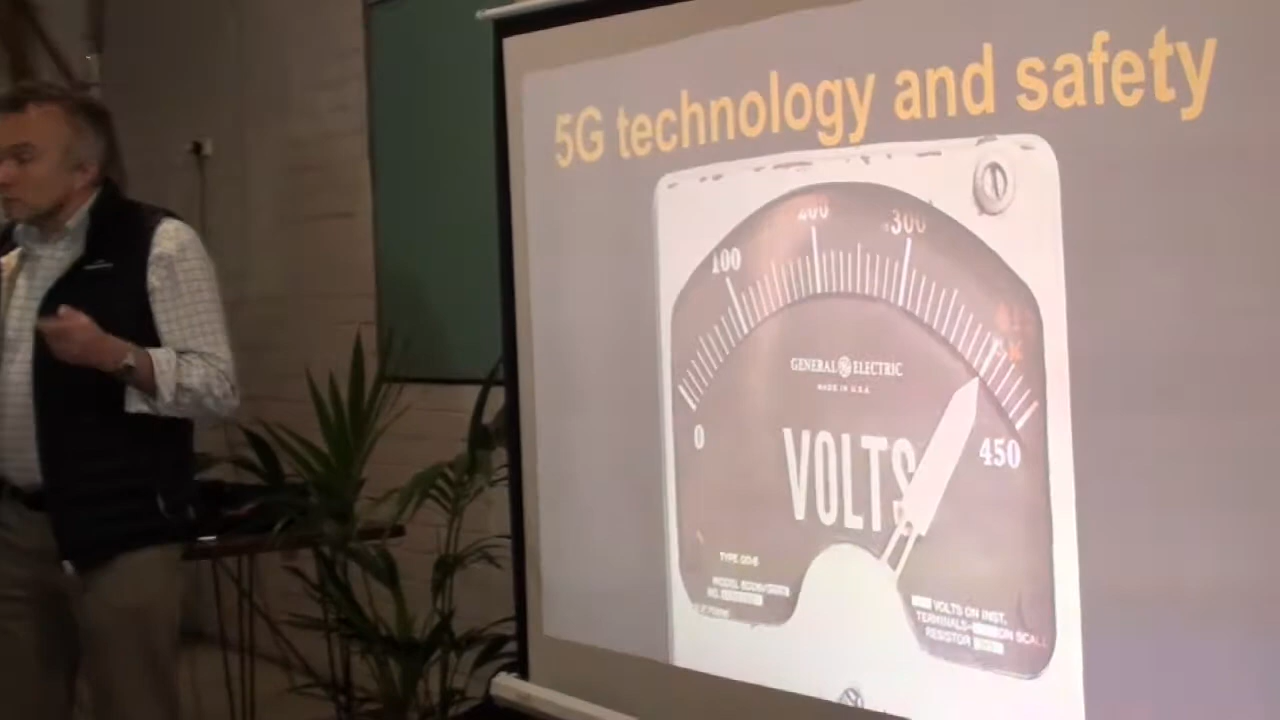 5G technology and safety
0 100 200 300 450
GENERAL GE ELECTRIC
MADE IN U.S.A.
VOLTS
VOLTS ON INST.
TERMINALS
RESISTOR